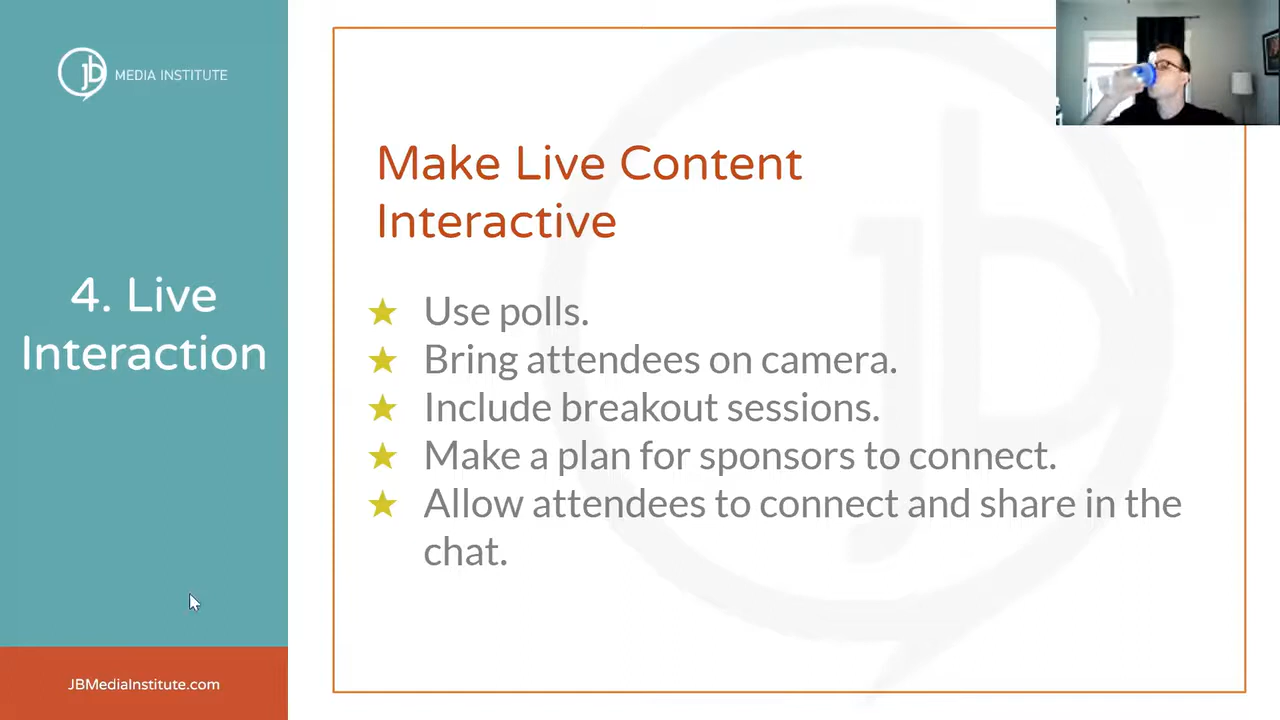 jb MEDIA INSTITUTE
4. Live
Interaction
JBMediaInstitute.com
Make Live Content
Interactive
Use polls.
Bring attendees on camera.
Include breakout sessions.
Make a plan for sponsors to connect.
Allow attendees to connect and share in the
chat.